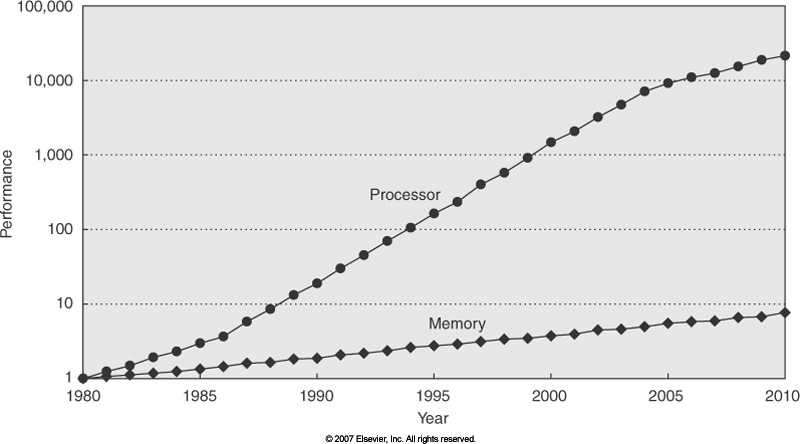 100,000
10,000
1,000
100
10
1
Performance
Processor
Memory
1980 1985 1990 1995 2000 2005 2010
Year
© 2007 Elsevier, Inc. All rights reserved.